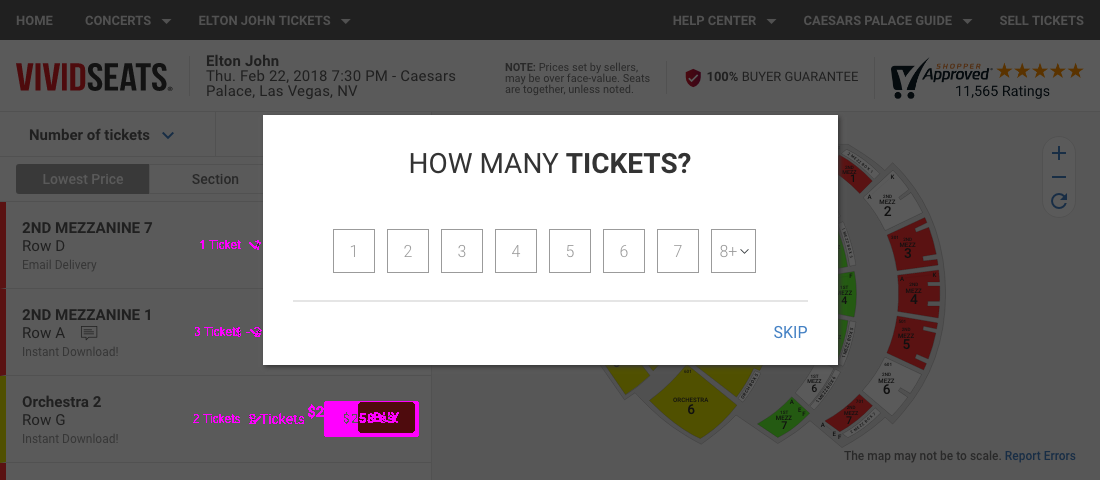 HOME CONCERTS ELTON JOHN TICKETS HELP CENTER CAESARS PALACE GUIDE SELL TICKETS
VIVIDSEATS.
Elton John
Thu. Feb 22, 2018 7:30 PM - Caesars
Palace, Las Vegas, NV
NOTE: Prices set by sellers,
may be over face-value. Seats
are together, unless noted.
100% BUYER GUARANTEE
SHOPPER
Approved
11,565 Ratings
Number of tickets
Lowest Price Section
HOW MANY TICKETS?
1 2 3 4 5 6 7 8+
SKIP
2ND MEZZANINE 7
Row D
Email Delivery
1 Ticket
2ND MEZZANINE 1
Row A
Instant Download!
3 Tickets
Orchestra 2
Row G
Instant Download!
2 Tickets
BUY
2ND
MEZZ
2
MEZZ
3
MEZZ
4
MEZZ
5
2ND
MEZZ
6
1ST
MEZZ
4
MEZZ
6
ORCHESTRA
6
7
7
The map may not be to scale. Report Errors